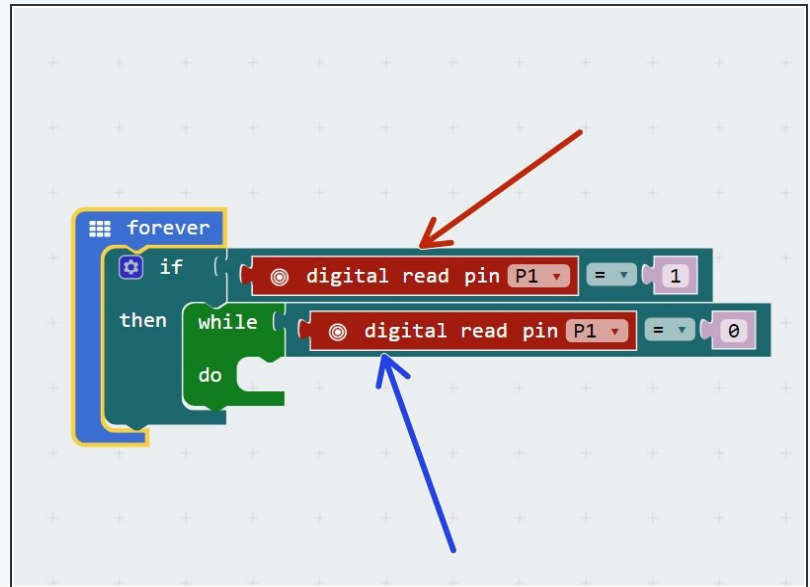 forever
if digital read pin P1 = 1
then while digital read pin P1 = 0
do